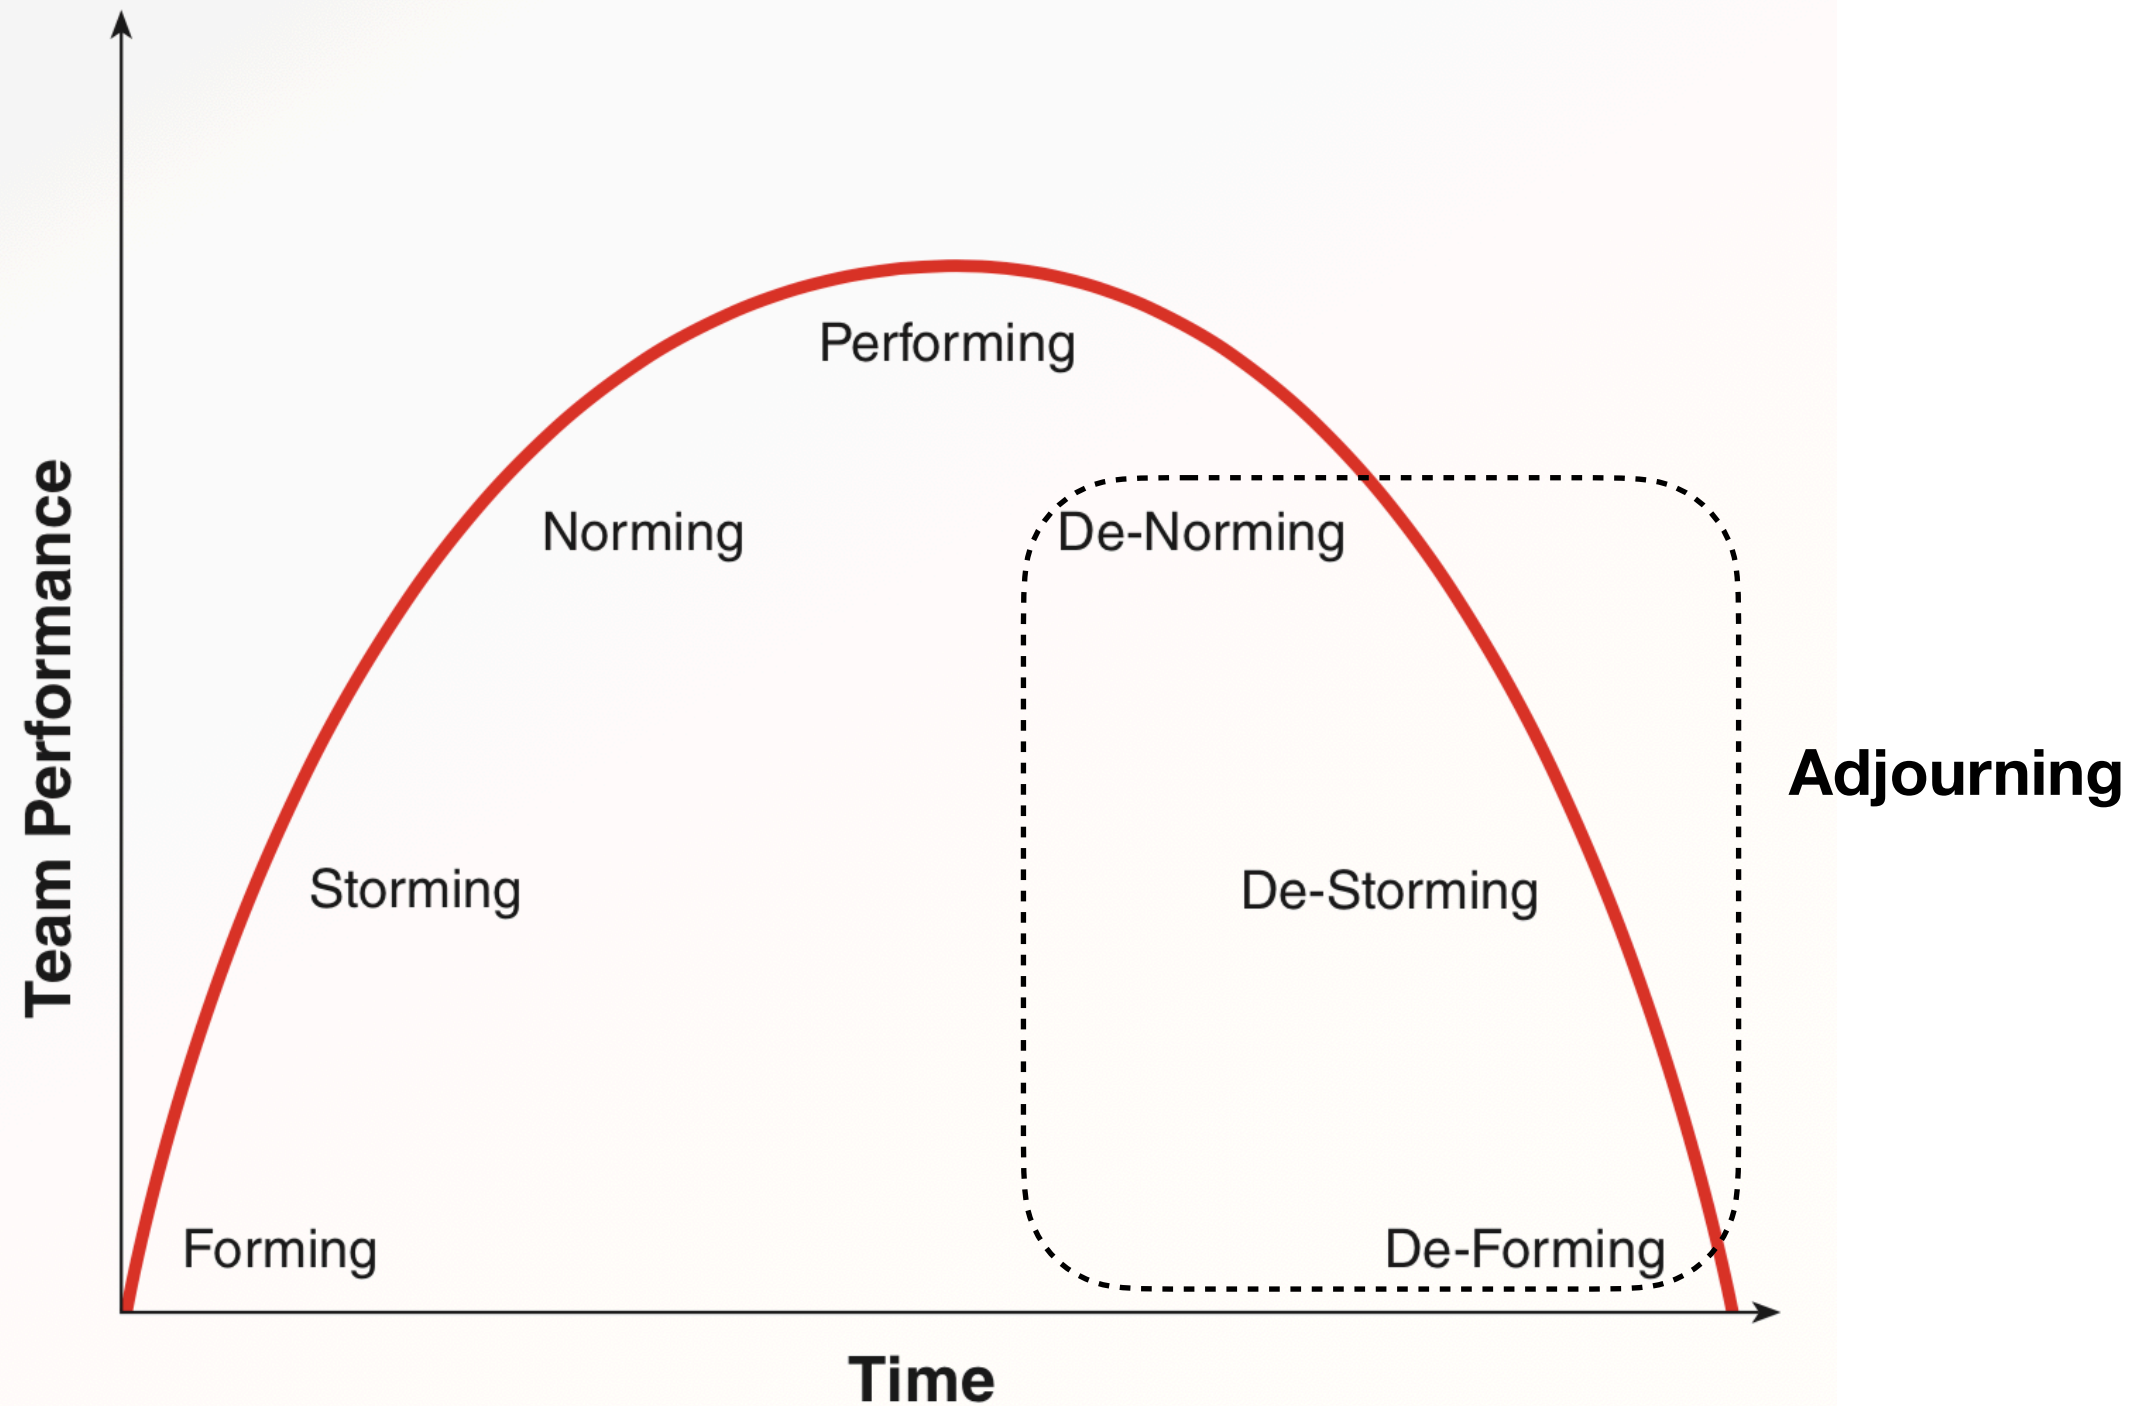 Team Performance
Performing
Norming
De-Norming
Adjourning
Storming
De-Storming
Forming
De-Forming
Time